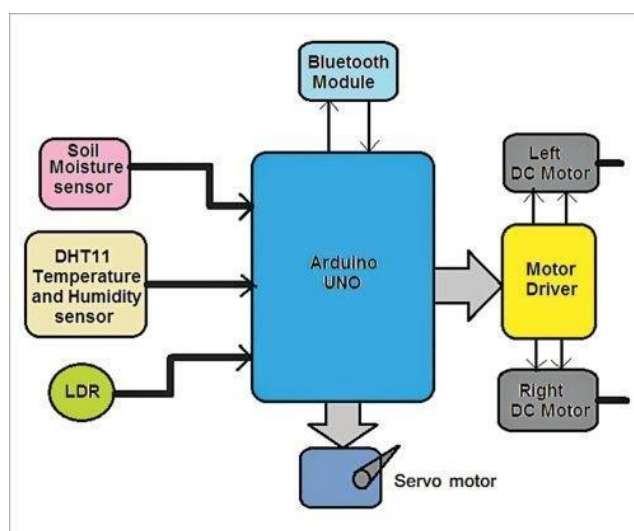 Bluetooth
Module
Soil
Moisture
sensor
Left
DC Motor
DHT11
Temperature
and Humidity
sensor
Arduino
UNO
Motor
Driver
LDR
Right
DC Motor
Servo motor